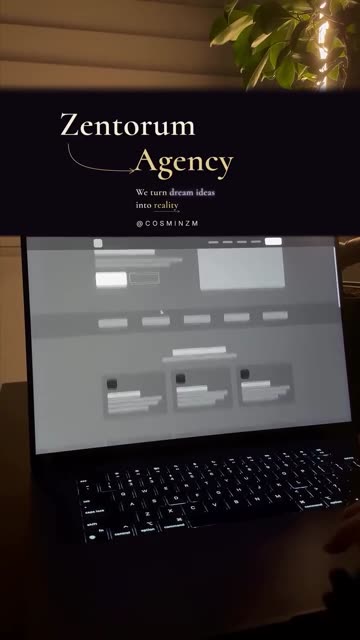 Zentorum
Agency
We turn dream ideas
into reality
@COSMINZM